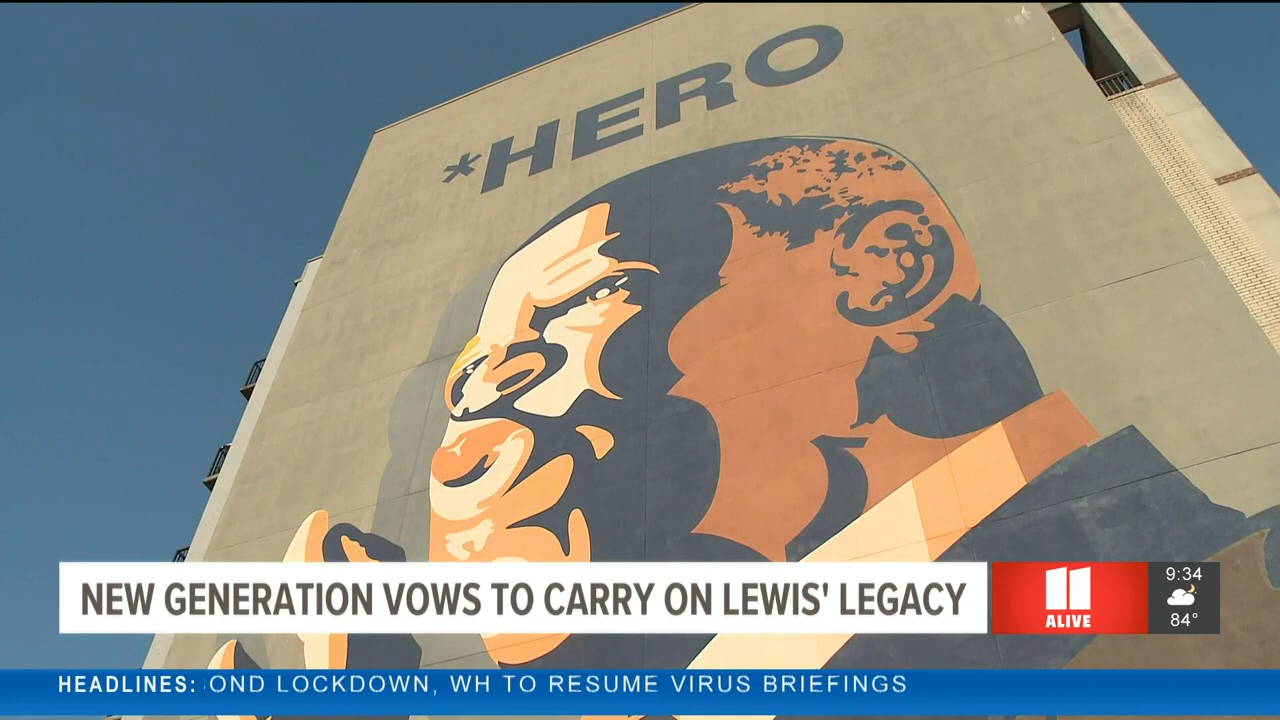 *HERO
NEW GENERATION VOWS TO CARRY ON LEWIS' LEGACY
11
ALIVE
9:34
84°
HEADLINES: OND LOCKDOWN, WH TO RESUME VIRUS BRIEFINGS